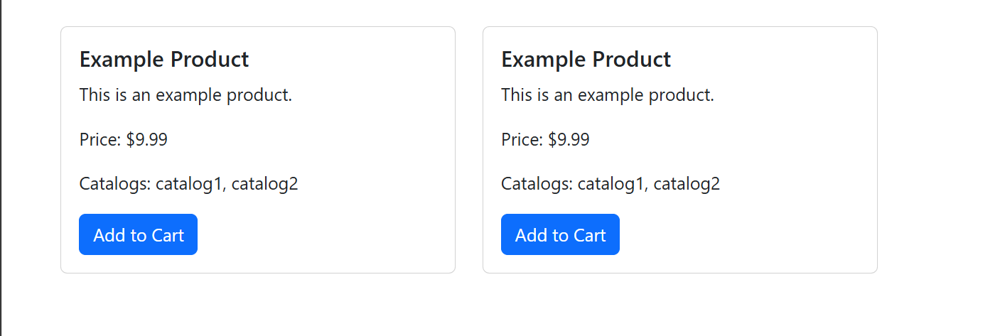 Example Product
This is an example product.
Price: $9.99
Catalogs: catalog1, catalog2
Add to Cart
Example Product
This is an example product.
Price: $9.99
Catalogs: catalog1, catalog2
Add to Cart